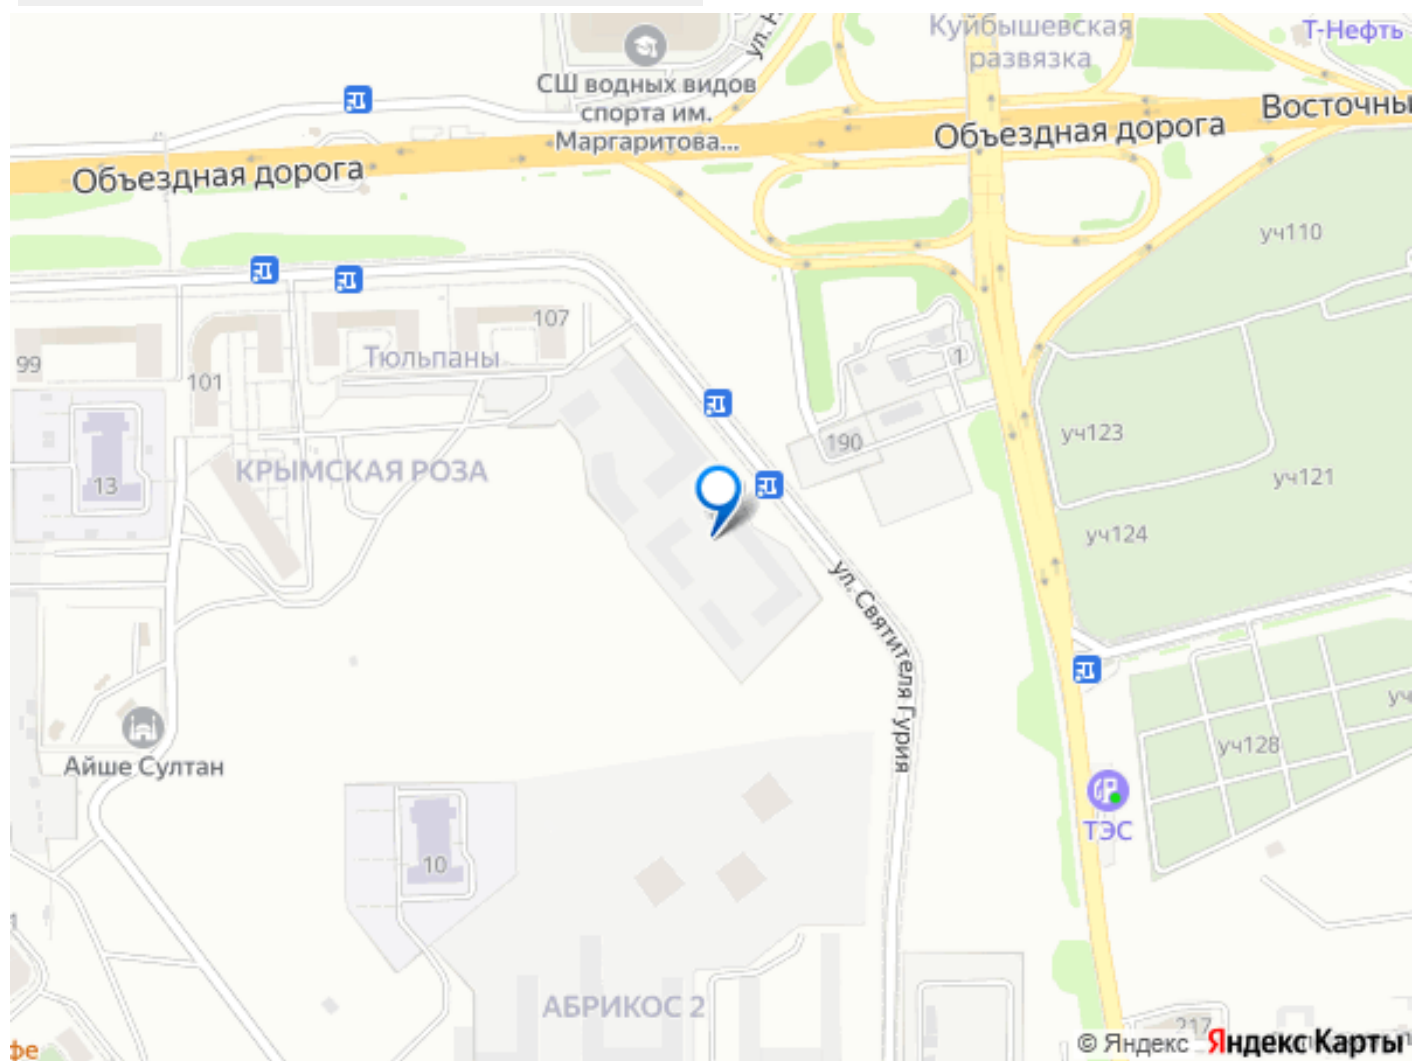 Куйбышевская
развязка
Т-Нефть
СШ водных видов
спорта им.
Маргаритова...
Объездная дорога
Объездная дорога
Восточны
уч110
107
Тюльпаны
99
101
1
190
уч123
КРЫМСКАЯ РОЗА
13
уч121
уч124
ул. Святителя Гурия
Айше Султан
уч128
ТЭС
10
АБРИКОС 2
217
фе
© Яндекс
Яндекс Карты